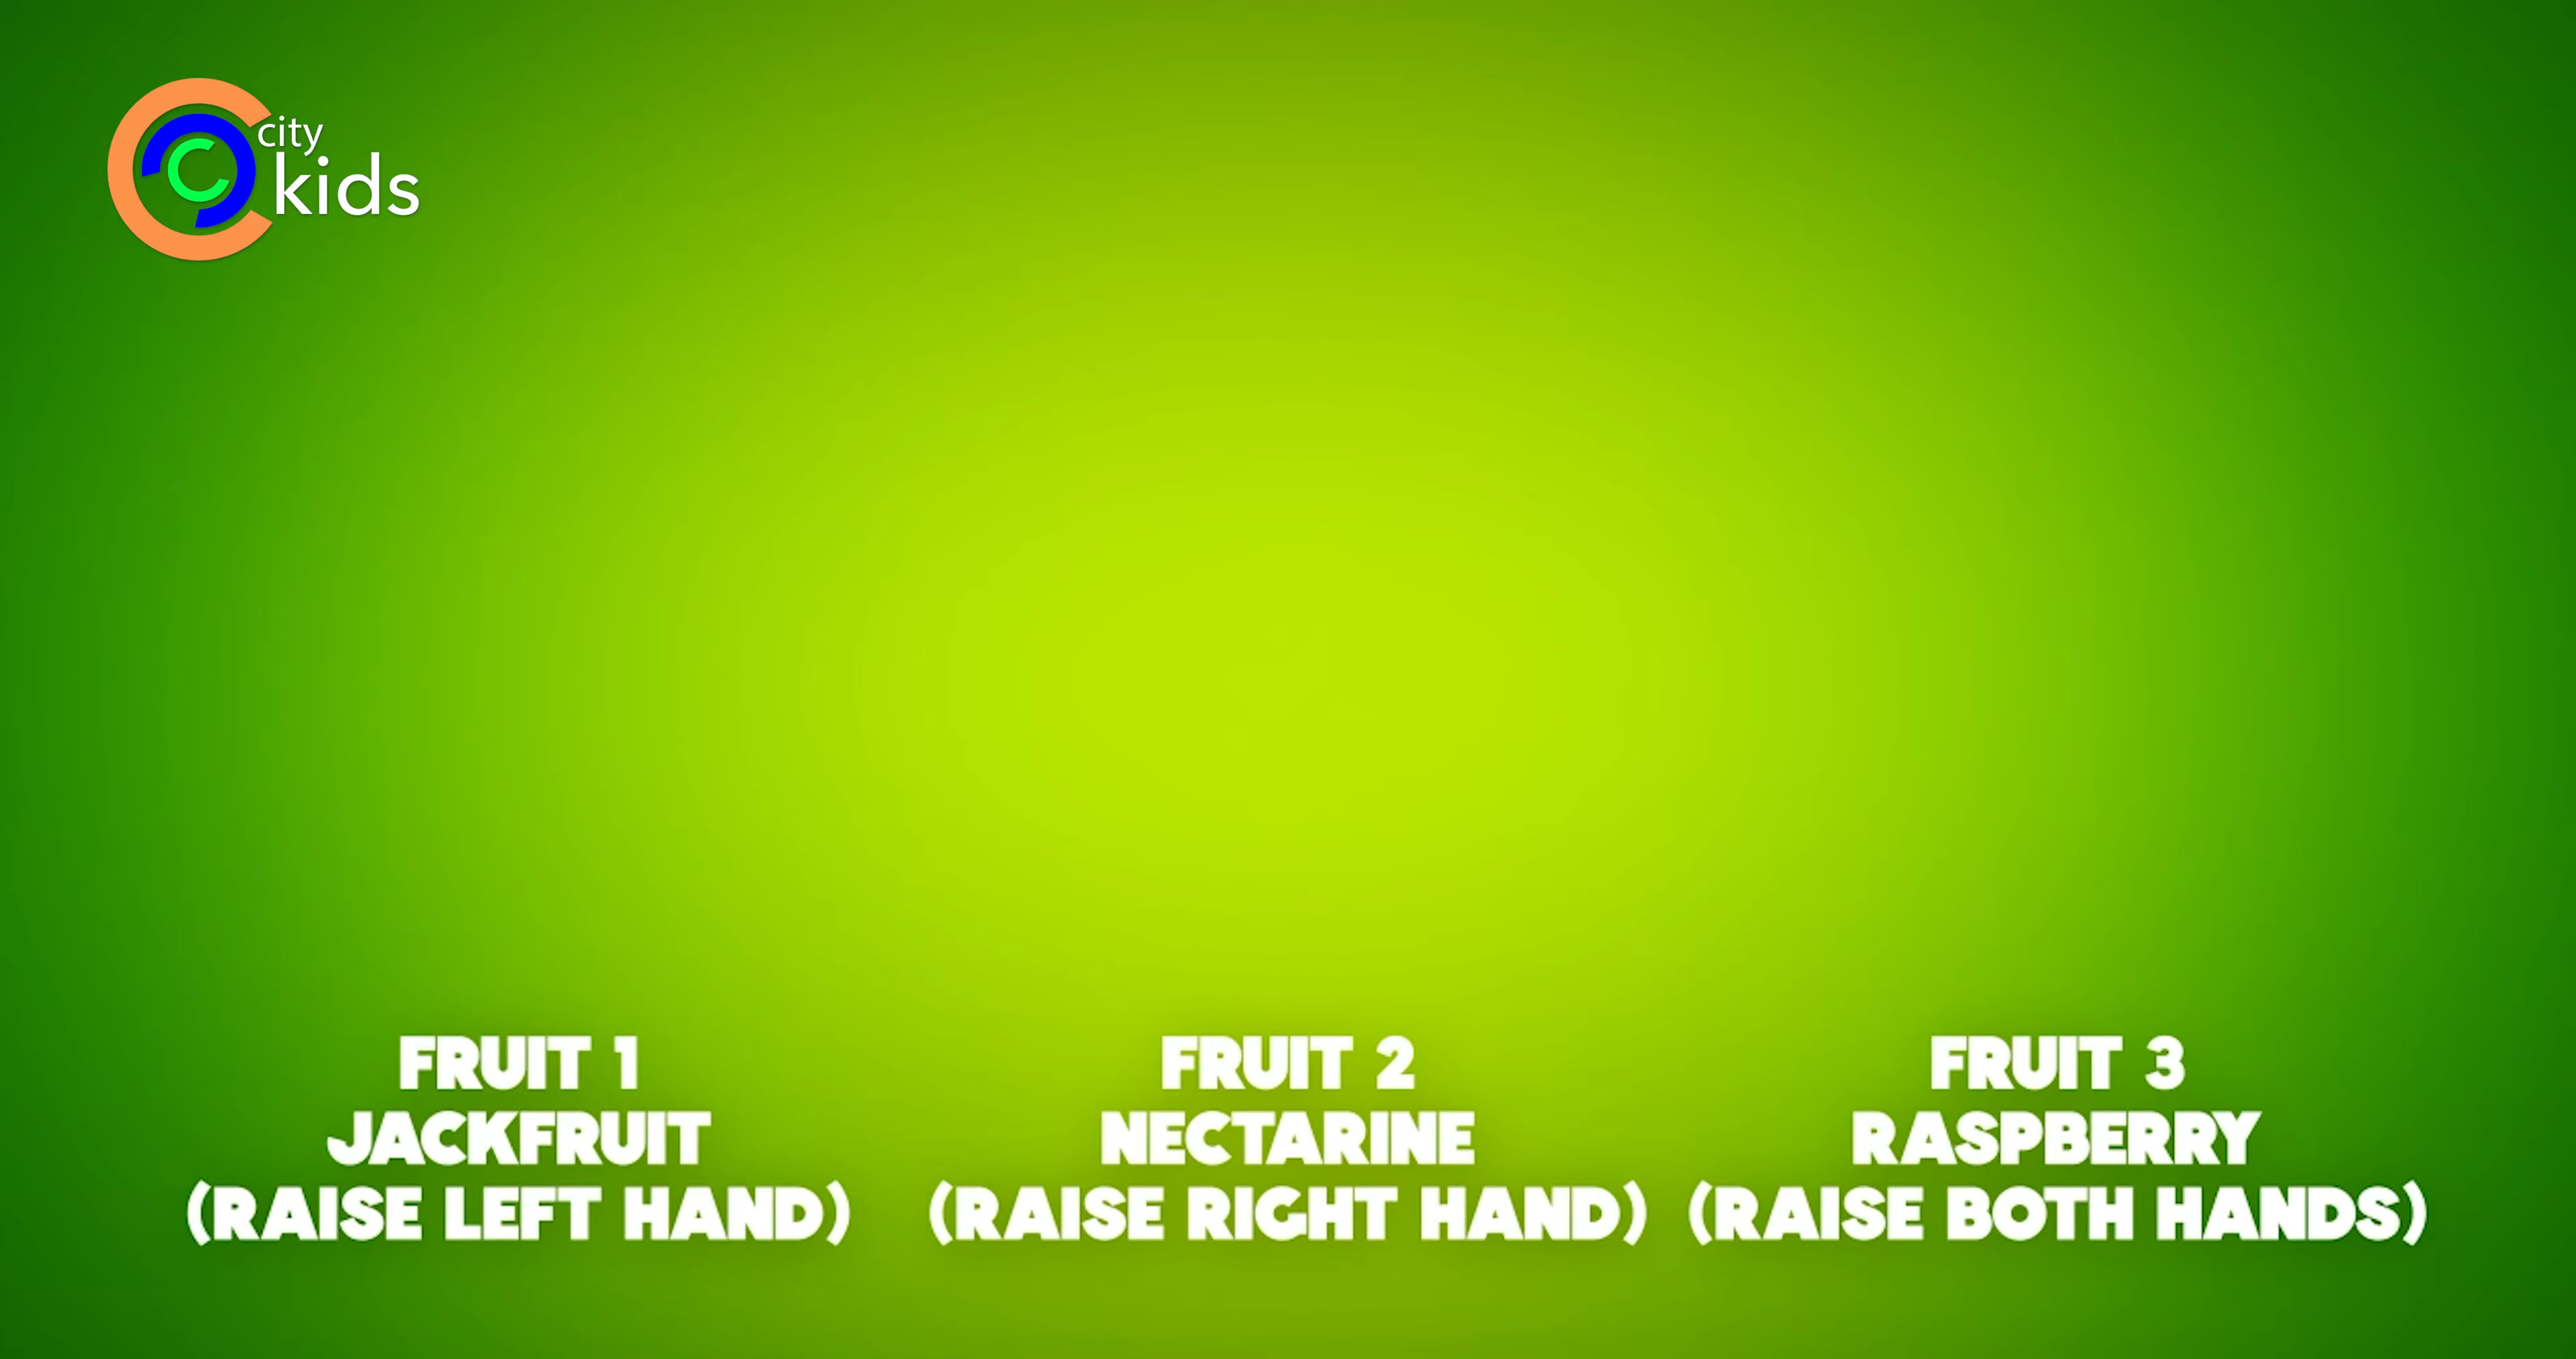 city
kids
FRUIT 1
JACKFRUIT
(RAISE LEFT HAND)
FRUIT 2
NECTARINE
(RAISE RIGHT HAND)
FRUIT 3
RASPBERRY
(RAISE BOTH HANDS)